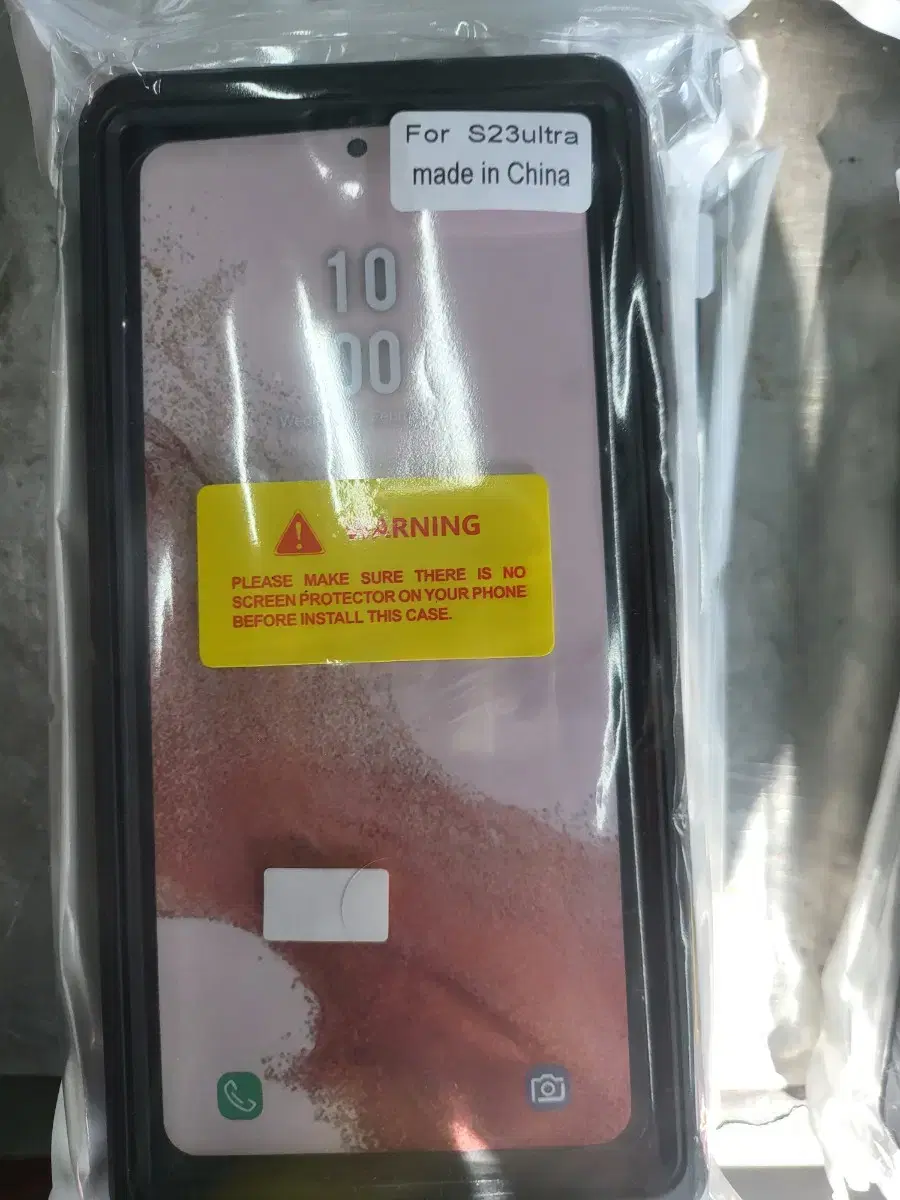 For S23ultra
made in China
10
00
WARNING
PLEASE MAKE SURE THERE IS NO
SCREEN PROTECTOR ON YOUR PHONE
BEFORE INSTALL THIS CASE.